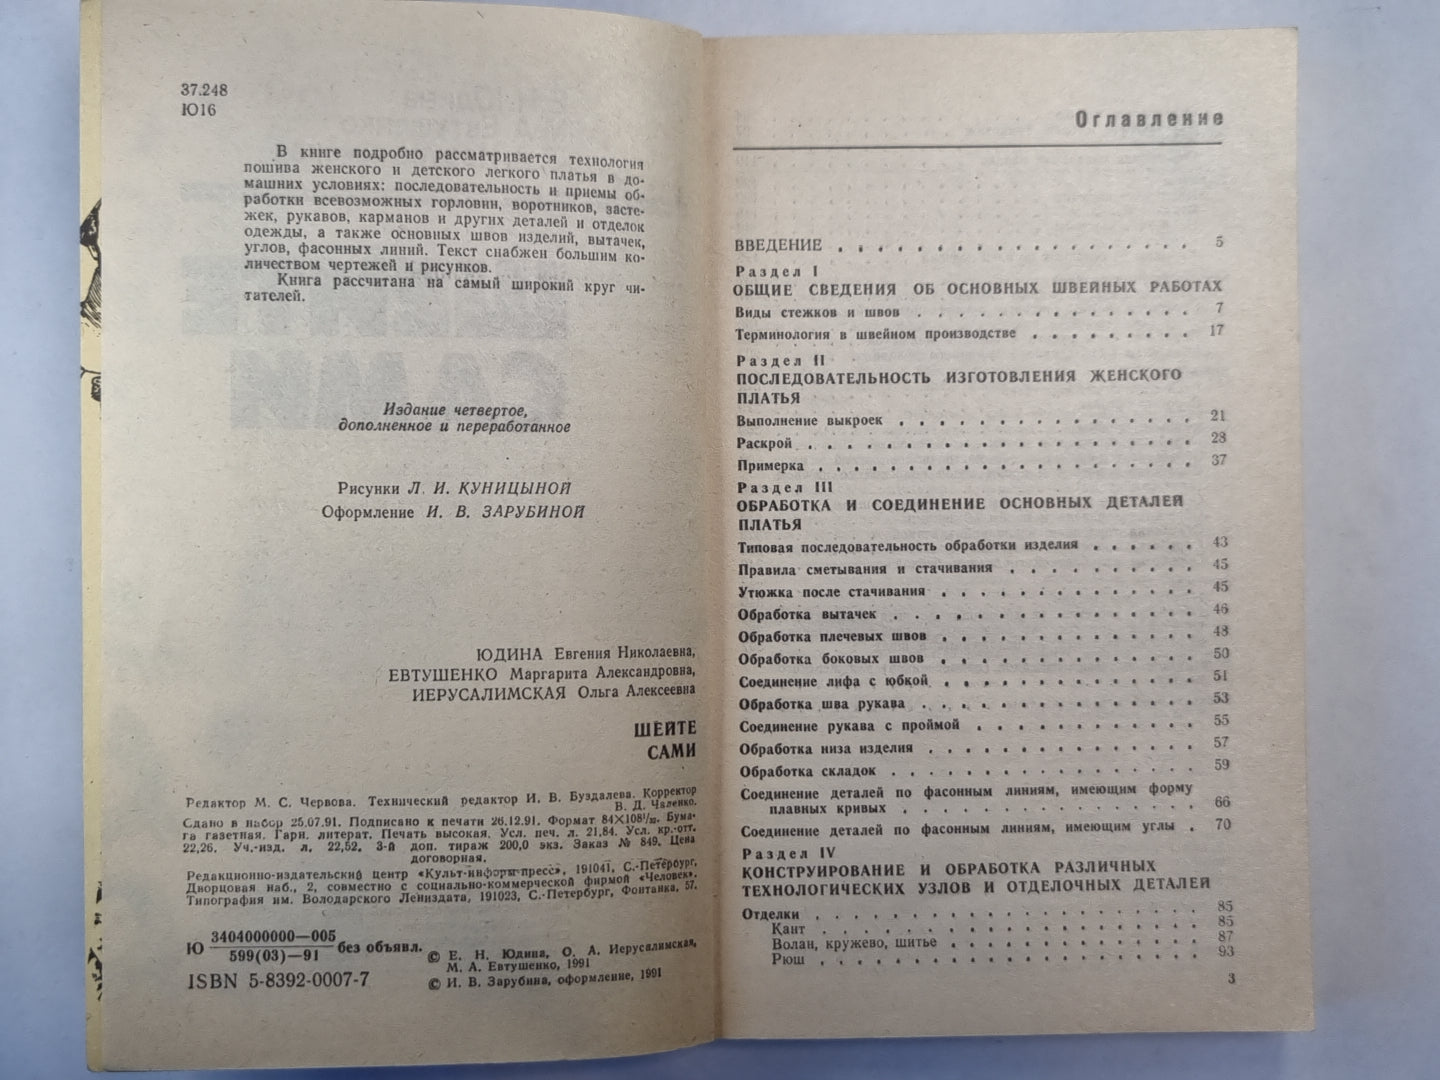 37.248
Ю16
В книге подробно рассматривается технология
пошива женского и детского легкого платья в до-
машних условиях: последовательность и приемы об-
работки всевозможных горловин, воротников, засте-
жек, рукавов, карманов и других деталей и отделок
одежды, а также основных швов изделий, вытачек,
углов, фасонных линий. Текст снабжен большим ко-
личеством чертежей и рисунков.
Книга рассчитана на самый широкий круг чи-
тателей.
Издание четвертое,
дополненное и переработанное
Рисунки Л. И. КУНИЦЫНОЙ
Оформление И. В. ЗАРУБИНОЙ
ЮДИНА Евгения Николаевна,
ЕВТУШЕНКО Маргарита Александровна,
ИЕРУСАЛИМСКАЯ Ольга Алексеевна
ШЕЙТЕ
САМИ
Редактор М. С. Червова. Технический редактор И. В. Буздалева. Корректор
В. Д. Чаленко.
Сдано в набор 25.07.91. Подписано к печати 26.12.91. Формат 84×108¹/₃₂. Бума-
га газетная. Гарн. литерат. Печать высокая. Усл. печ. л. 21,84. Усл. кр.-отт.
22,26. Уч.-изд. л. 22,52. 3-й доп. тираж 200,0 экз. Заказ № 849. Цена
договорная.
Редакционно-издательский центр «Культ-информ-пресс», 191041, С.-Петербург,
Дворцовая наб., 2, совместно с социально-коммерческой фирмой «Человек».
Типография им. Володарского Лениздата, 191023, С.-Петербург, Фонтанка, 57.
Ю 3404000000—005
599(03)—91 без объявл.
© Е. Н. Юдина, О. А. Иерусалимская,
М. А. Евтушенко, 1991
ISBN 5-8392-0007-7
© И. В. Зарубина, оформление, 1991
Оглавление
ВВЕДЕНИЕ . . . . . . . . . . . . . . . . . . 5
Раздел I
ОБЩИЕ СВЕДЕНИЯ ОБ ОСНОВНЫХ ШВЕЙНЫХ РАБОТАХ
Виды стежков и швов . . . . . . . . . . . . . . 7
Терминология в швейном производстве . . . . . . . . . 17
Раздел II
ПОСЛЕДОВАТЕЛЬНОСТЬ ИЗГОТОВЛЕНИЯ ЖЕНСКОГО
ПЛАТЬЯ
Выполнение выкроек . . . . . . . . . . . . . . . 21
Раскрой . . . . . . . . . . . . . . . . . . . . 28
Примерка . . . . . . . . . . . . . . . . . . . 37
Раздел III
ОБРАБОТКА И СОЕДИНЕНИЕ ОСНОВНЫХ ДЕТАЛЕЙ
ПЛАТЬЯ
Типовая последовательность обработки изделия . . . . . . 43
Правила сметывания и стачивания . . . . . . . . . . 45
Утюжка после стачивания . . . . . . . . . . . . . 45
Обработка вытачек . . . . . . . . . . . . . . . 46
Обработка плечевых швов . . . . . . . . . . . . . 48
Обработка боковых швов . . . . . . . . . . . . . 50
Соединение лифа с юбкой . . . . . . . . . . . . . 51
Обработка шва рукава . . . . . . . . . . . . . . 53
Соединение рукава с проймой . . . . . . . . . . . 55
Обработка низа изделия . . . . . . . . . . . . . . 57
Обработка складок . . . . . . . . . . . . . . . 59
Соединение деталей по фасонным линиям, имеющим форму
плавных кривых . . . . . . . . . . . . . . . 66
Соединение деталей по фасонным линиям, имеющим углы . 70
Раздел IV
КОНСТРУИРОВАНИЕ И ОБРАБОТКА РАЗЛИЧНЫХ
ТЕХНОЛОГИЧЕСКИХ УЗЛОВ И ОТДЕЛОЧНЫХ ДЕТАЛЕЙ
Отделки . . . . . . . . . . . . . . . . . . . 85
Кант . . . . . . . . . . . . . . . . . . . 85
Волан, кружево, шитье . . . . . . . . . . . . . 87
Рюш . . . . . . . . . . . . . . . . . . . 93
3